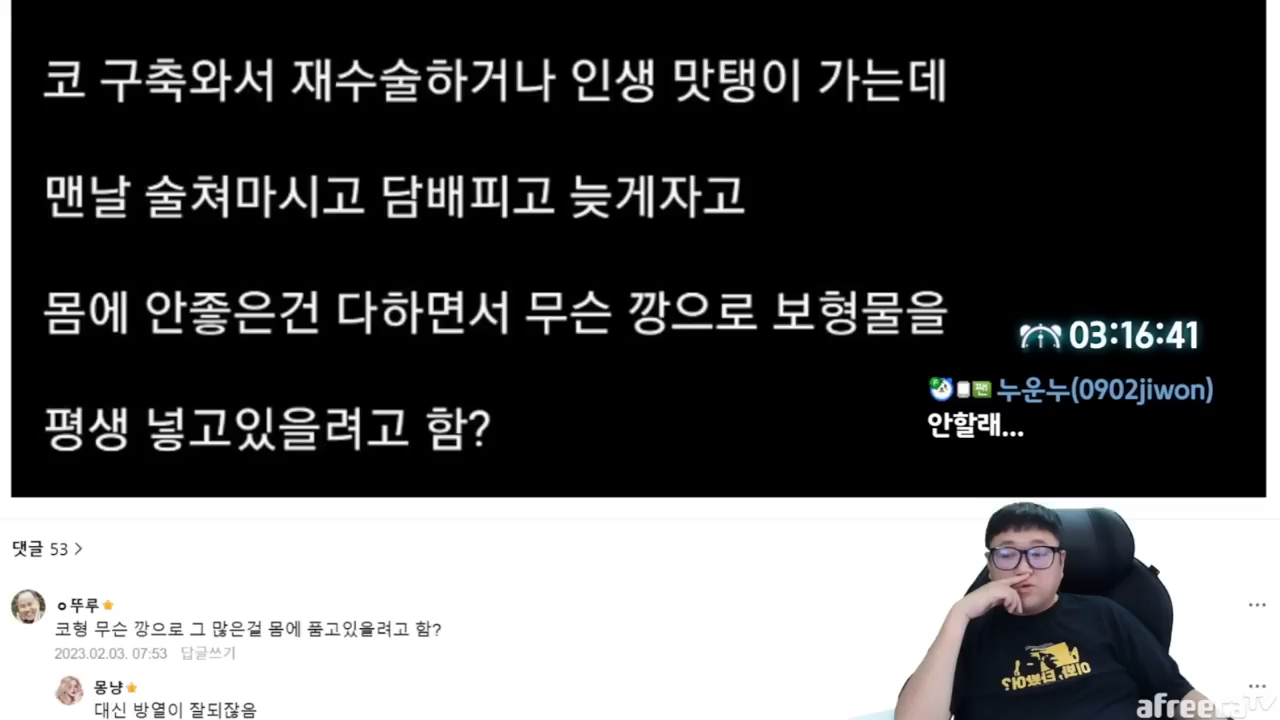 코 구축와서 재수술하거나 인생 맛탱이 가는데
맨날 술쳐마시고 담배피고 늦게자고
몸에 안좋은건 다하면서 무슨 깡으로 보형물을
평생 넣고있을려고 함?
03:16:41
팬 누운누(0902jiwon)
안할래...
댓글 53 >
ㅇ뚜루
코형 무슨 깡으로 그 많은걸 몸에 품고있을려고 함?
2023.02.03. 07:53 답글쓰기
몽냥
대신 방열이 잘되잖음
afreecaTV